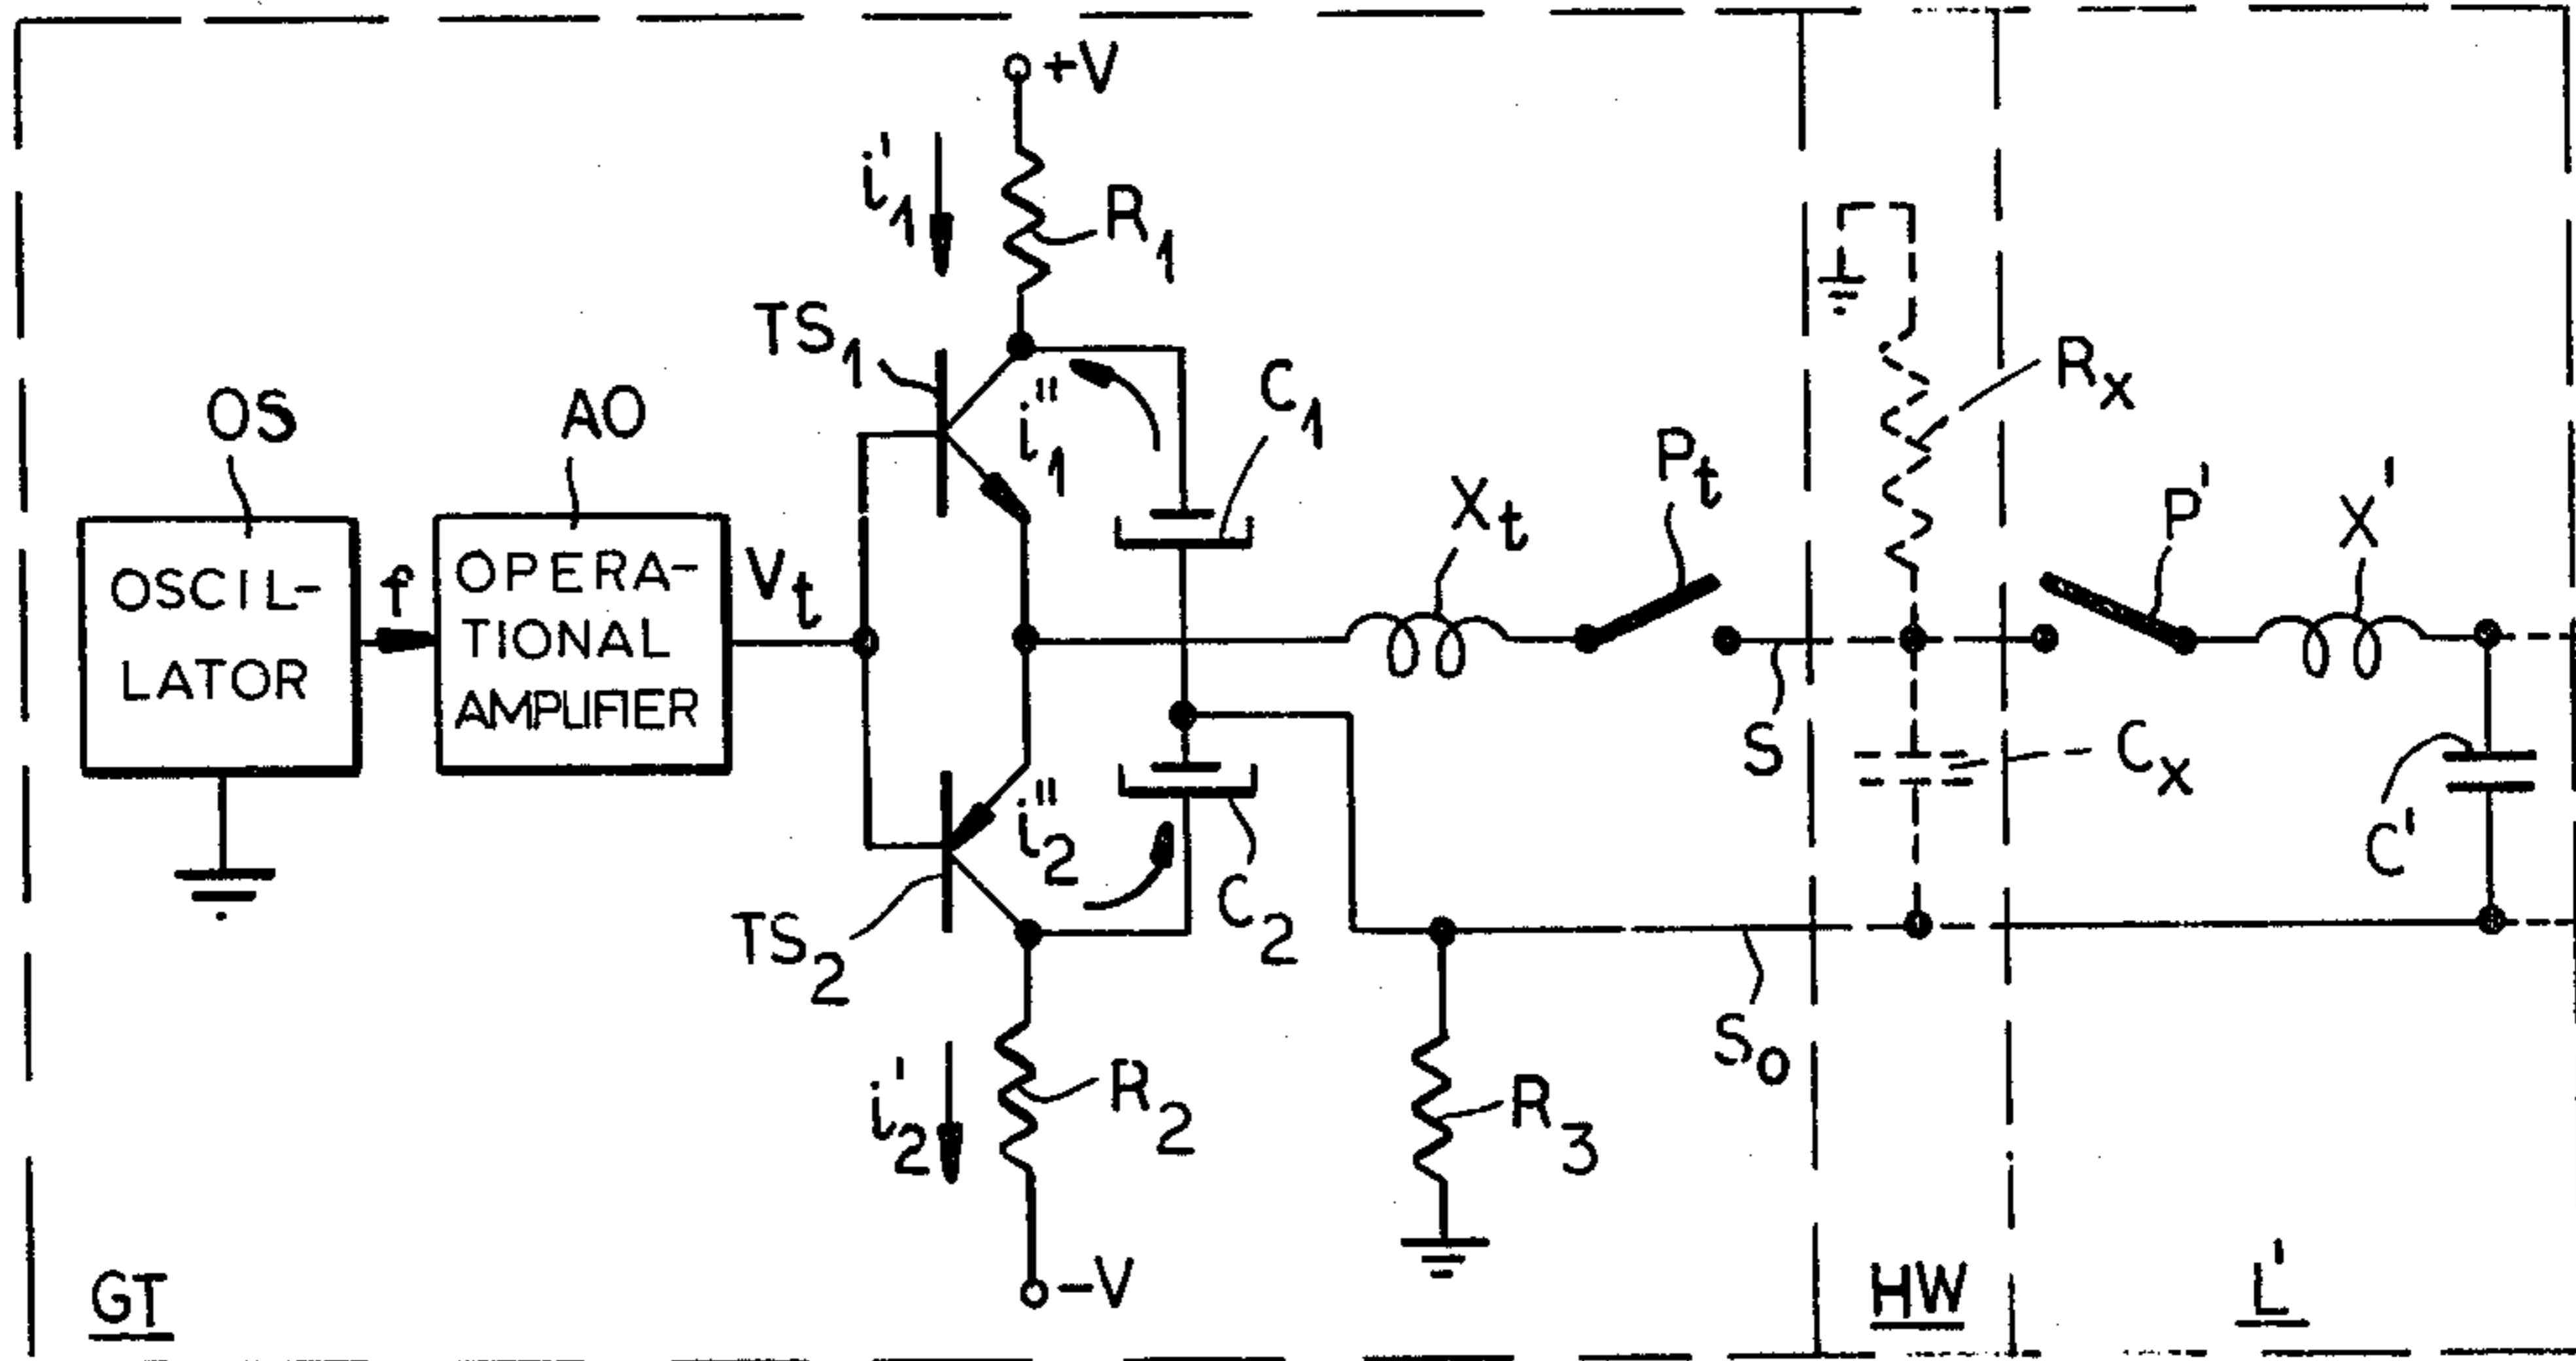 +V
i'₁
R₁
TS₁
i"₁
C₁
Rₓ
OS
AO
Pₜ
P'
X'
Xₜ
OSCIL-
LATOR
f
OPERA-
TIONAL
AMPLIFIER
Vₜ
S
Cₓ
C'
i"₂
C₂
TS₂
S₀
i'₂
R₂
R₃
-V
GT
HW
L'